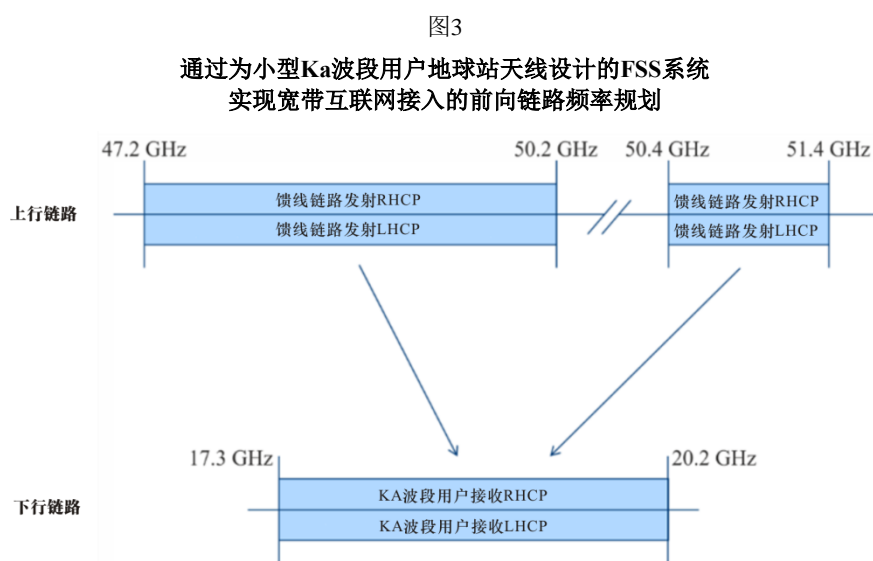 图3
通过为小型Ka波段用户地球站天线设计的FSS系统
实现宽带互联网接入的前向链路频率规划
47.2 GHz
50.2 GHz
50.4 GHz
51.4 GHz
上行链路
馈线链路发射RHCP
馈线链路发射LHCP
馈线链路发射RHCP
馈线链路发射LHCP
17.3 GHz
20.2 GHz
下行链路
KA波段用户接收RHCP
KA波段用户接收LHCP